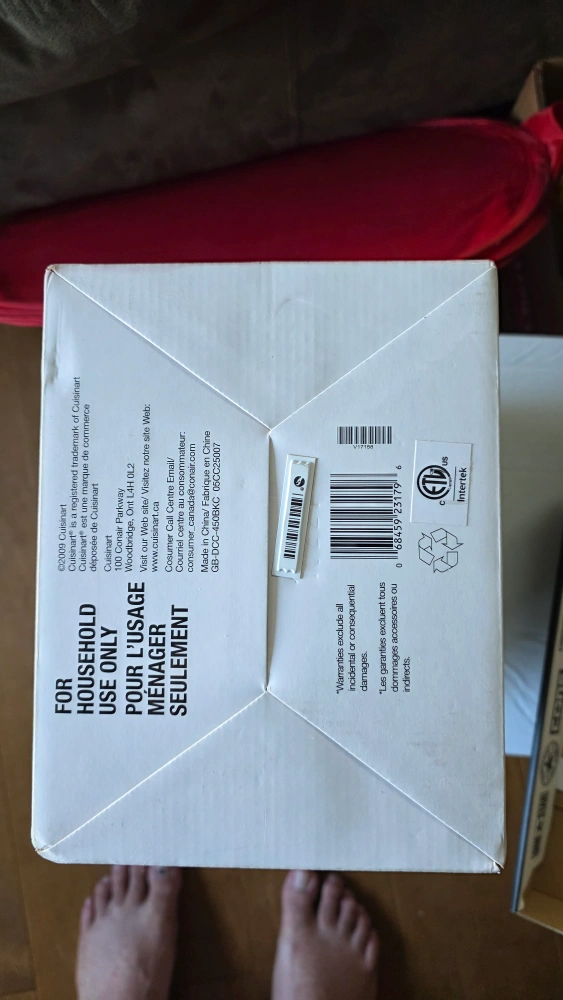 ©2009 Cuisinart
Cuisinart® is a registered trademark of Cuisinart
Cuisinart® est une marque de commerce
déposée de Cuisinart
Cuisinart
100 Conair Parkway
Woodbridge, Ont L4H 0L2
Visit our Web site/ Visitez notre site Web:
www.cuisinart.ca
Cosumer Call Centre Email/
Courriel centre au consommateur:
consumer_canada@conair.com
Made in China/ Fabriqué en Chine
GB-DCC-450BKC 05CC25007
FOR
HOUSEHOLD
USE ONLY
POUR L'USAGE
MÉNAGER
SEULEMENT
V17156
0 68459 23179 6
C ETL US
Intertek
*Warranties exclude all
incidental or consequential
damages.
*Les garanties excluent tous
dommages accessoires ou
indirects.